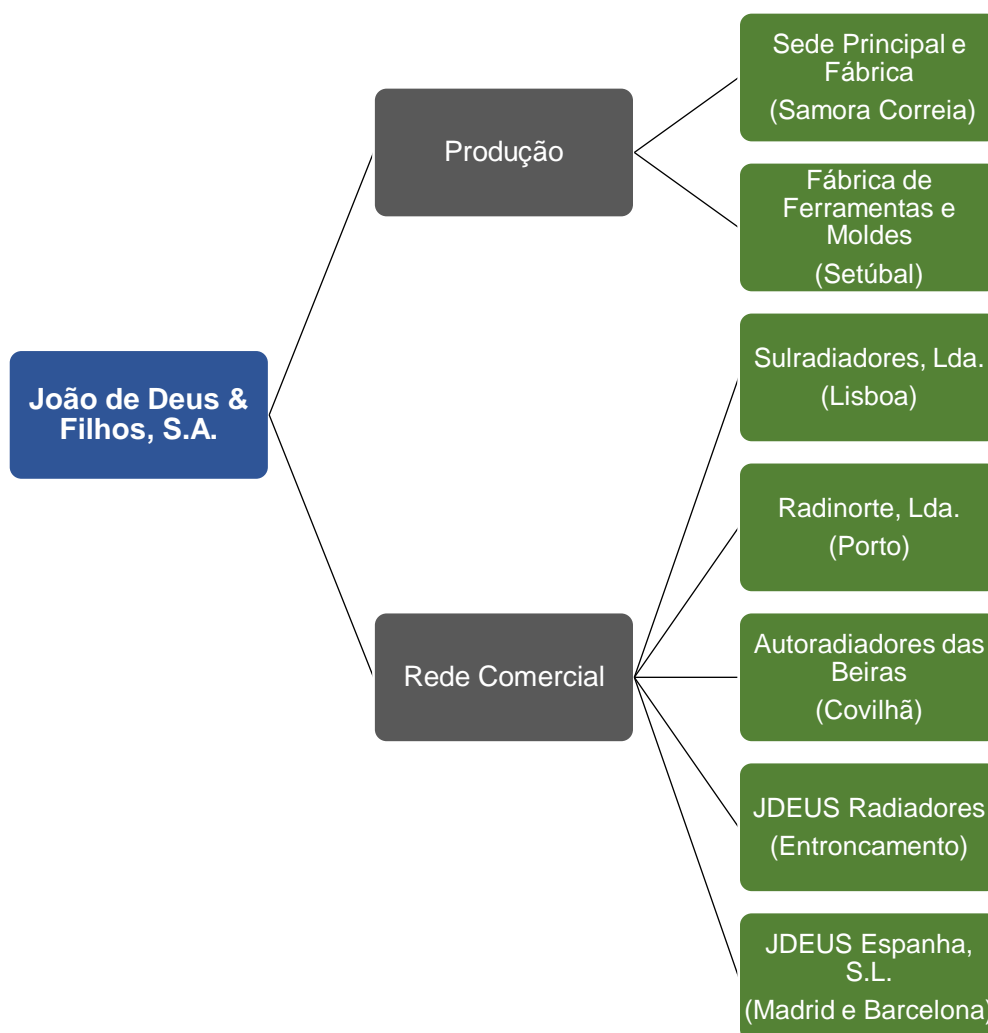 João de Deus &
Filhos, S.A.
Produção
Sede Principal e
Fábrica
(Samora Correia)
Fábrica de
Ferramentas e
Moldes
(Setúbal)
Rede Comercial
Sulradiadores, Lda.
(Lisboa)
Radinorte, Lda.
(Porto)
Autoradiadores das
Beiras
(Covilhã)
JDEUS Radiadores
(Entroncamento)
JDEUS Espanha,
S.L.
(Madrid e Barcelona)